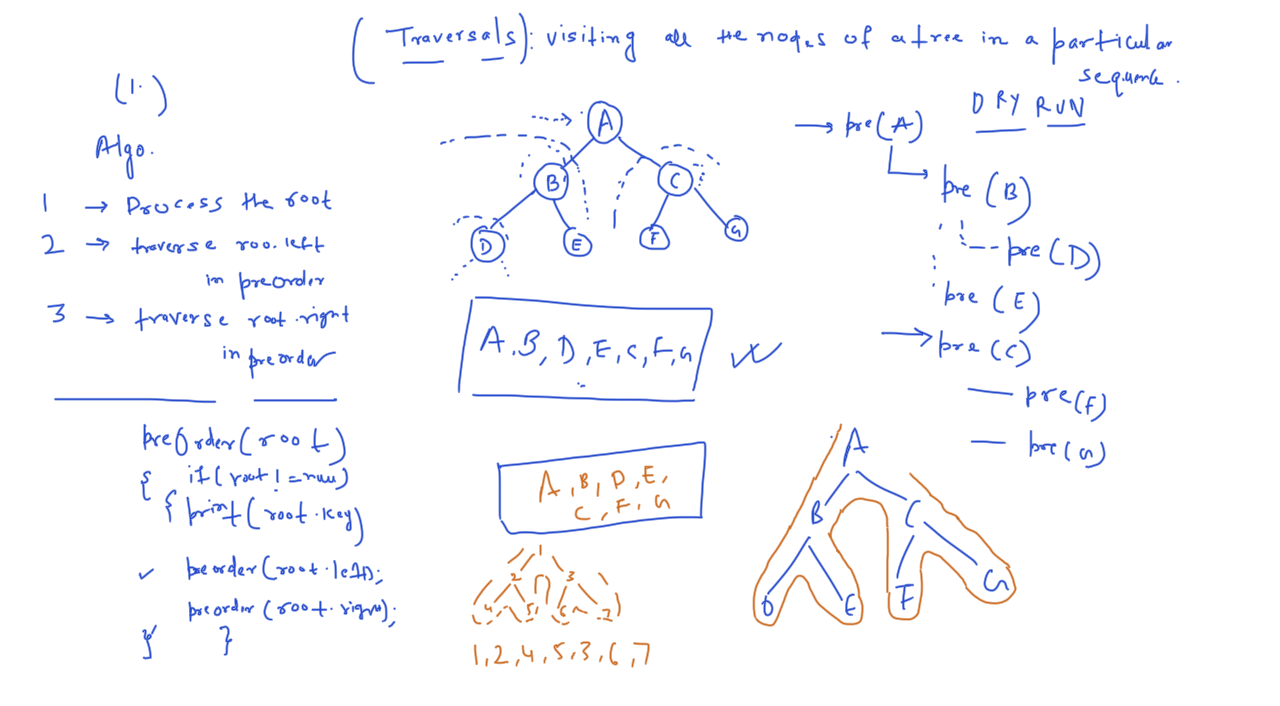 (Traversals): visiting all the nodes of a tree in a particular
sequence.
(1.)
Algo.
1 → Process the root
2 → traverse roo.left
in preorder
3 → traverse root.right
in preorder
preOrder(root)
{ if(root!=null)
{ print(root.key)
✓ preorder(root.left);
preorder(root.right);
} }
A
B C
D E F G
A, B, D, E, C, F, G
A, B, D, E,
C, F, G
1
2 3
4 5 6 7
1, 2, 4, 5, 3, 6, 7
DRY RUN
→ pre(A)
pre(B)
pre(D)
pre(E)
→ pre(C)
— pre(F)
— pre(G)
A
B C
D E F G